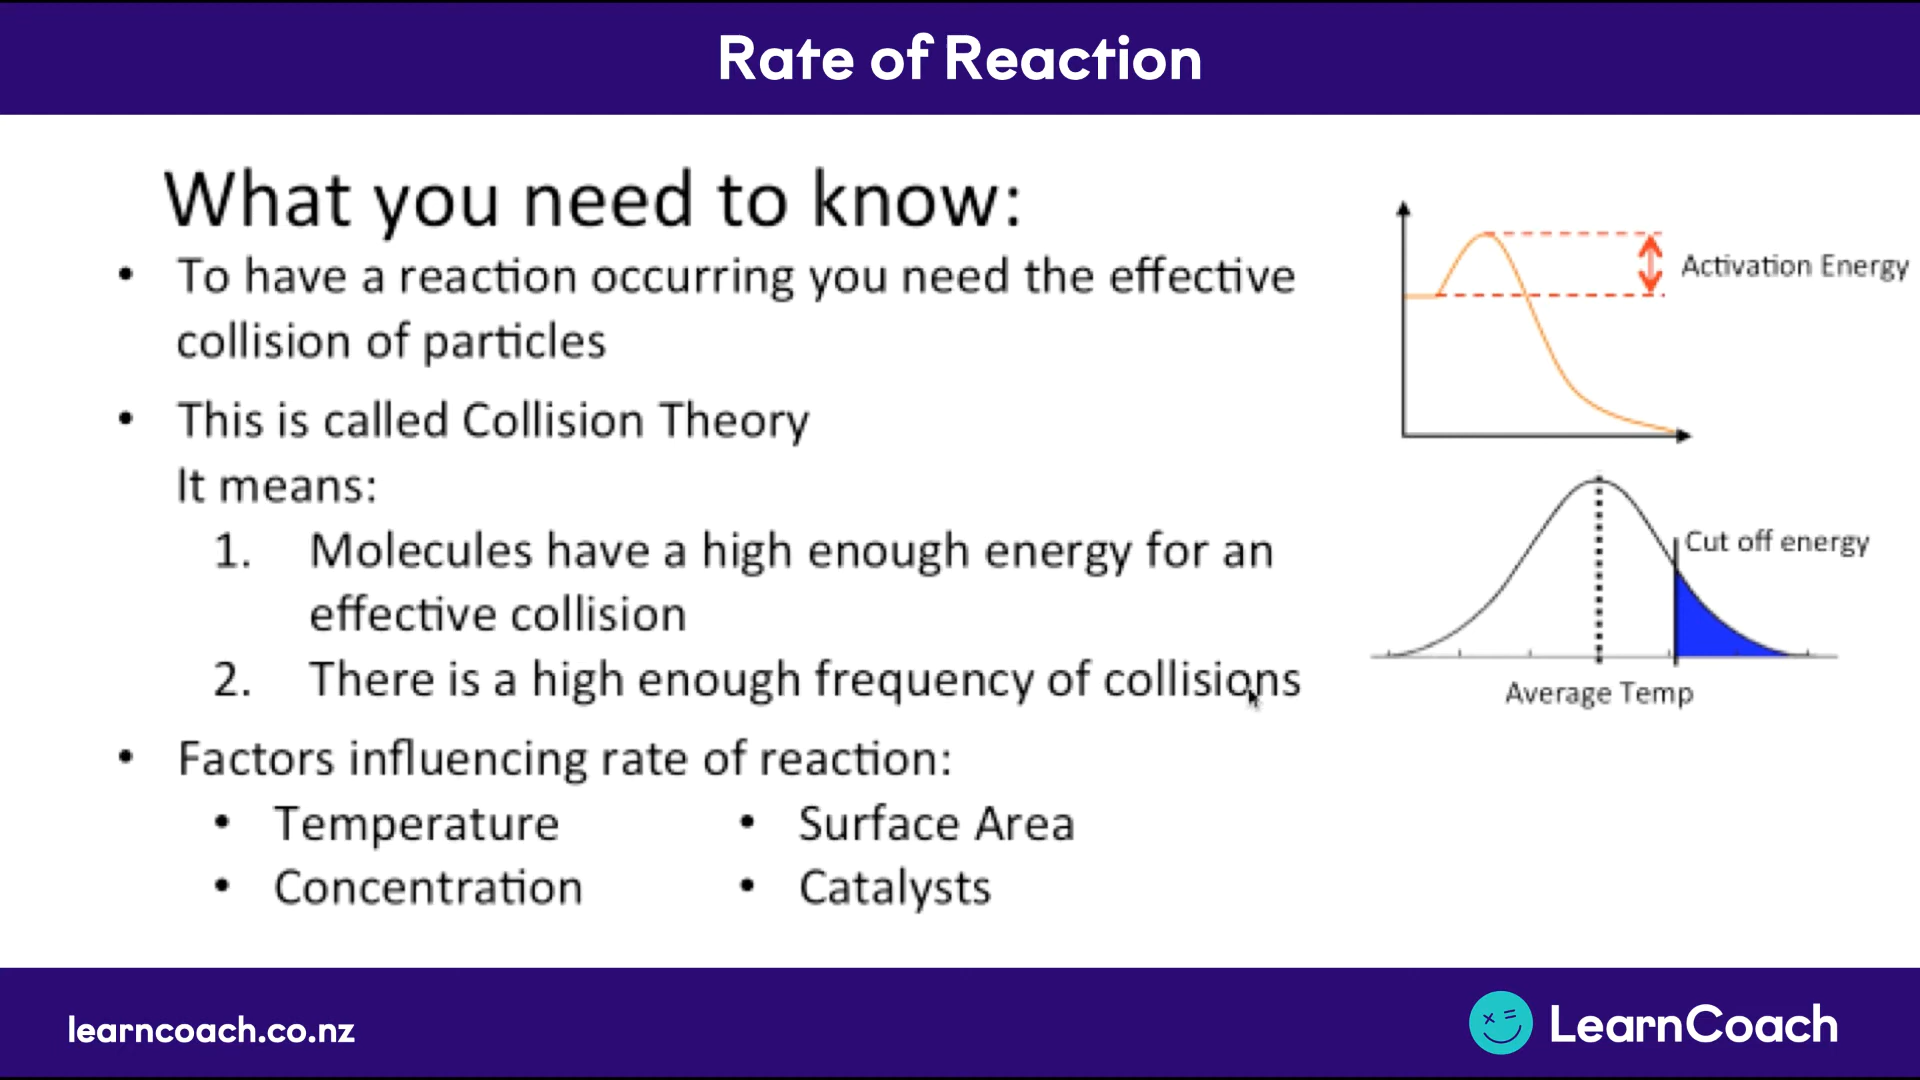 Rate of Reaction
What you need to know:
• To have a reaction occurring you need the effective
collision of particles
• This is called Collision Theory
It means:
1. Molecules have a high enough energy for an
effective collision
2. There is a high enough frequency of collisions
• Factors influencing rate of reaction:
• Temperature
• Concentration
• Surface Area
• Catalysts
Activation Energy
Cut off energy
Average Temp
learncoach.co.nz
LearnCoach